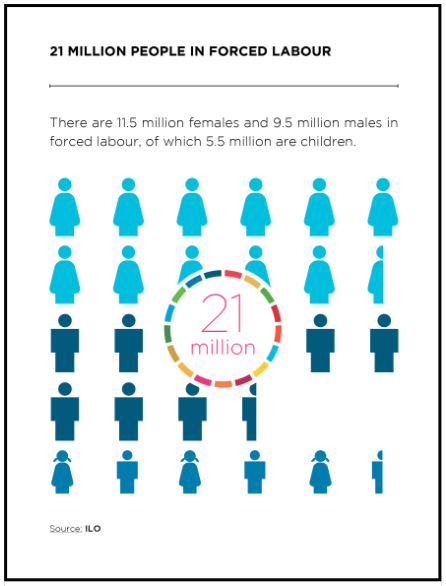 21 MILLION PEOPLE IN FORCED LABOUR
There are 11.5 million females and 9.5 million males in
forced labour, of which 5.5 million are children.
21
million
Source: ILO